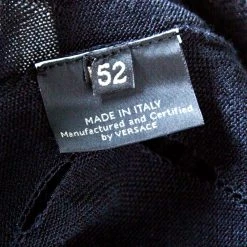 52
MADE IN ITALY
Manufactured and Certified
by VERSACE